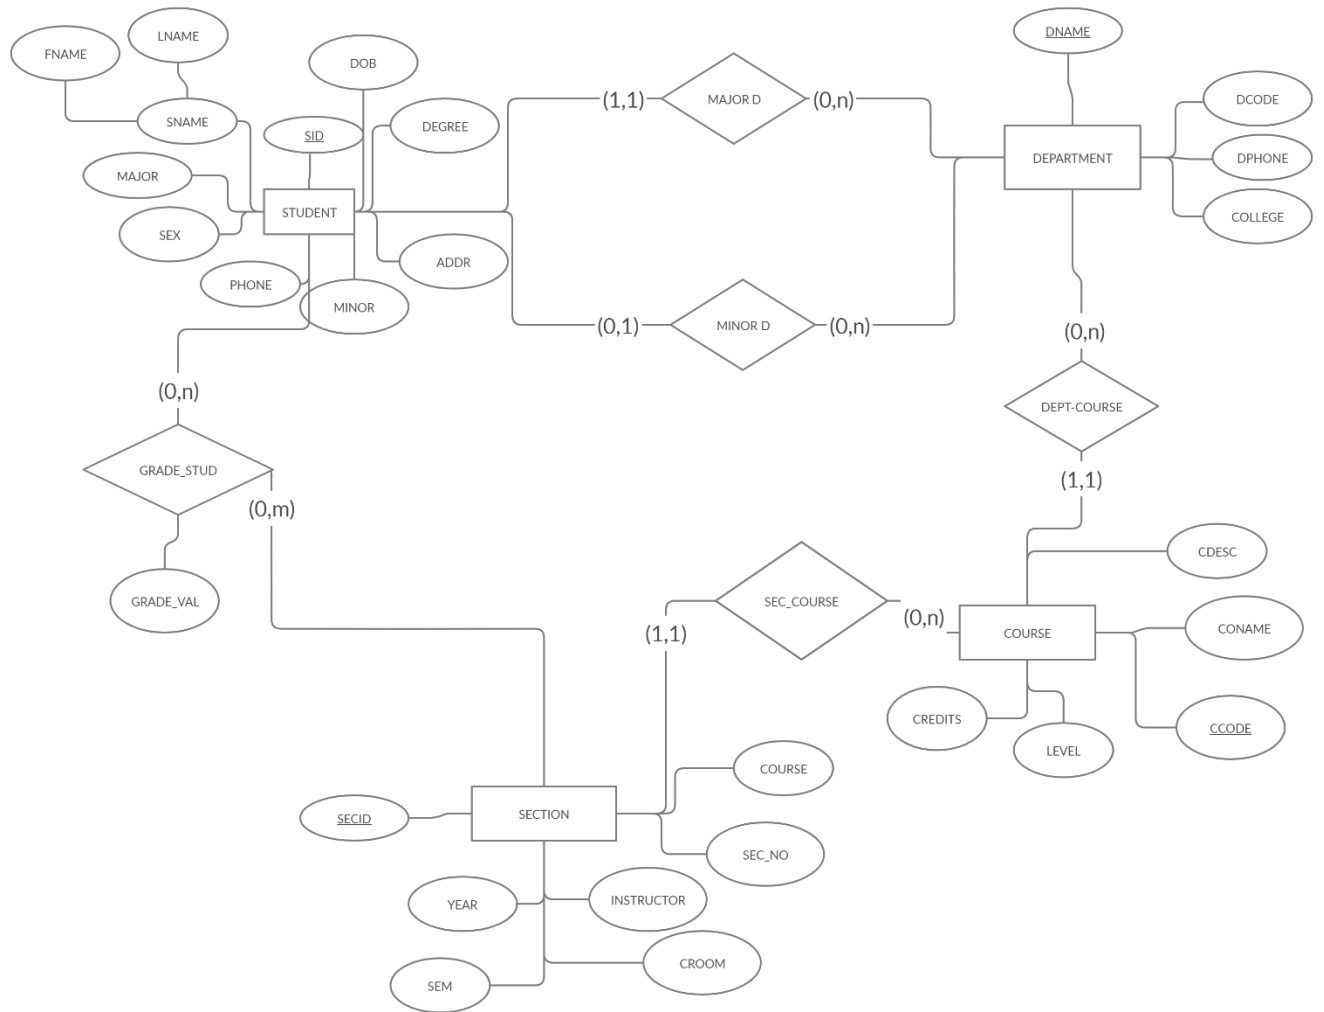 DNAME
LNAME
FNAME
DOB
DCODE
(1,1)
MAJOR D
(0,n)
SNAME
DEGREE
SID
DEPARTMENT
DPHONE
MAJOR
STUDENT
COLLEGE
SEX
ADDR
PHONE
MINOR
(0,1)
MINOR D
(0,n)
(0,n)
(0,n)
DEPT-COURSE
GRADE_STUD
(1,1)
(0,m)
CDESC
GRADE_VAL
SEC_COURSE
(0,n)
CONAME
(1,1)
COURSE
CREDITS
CCODE
LEVEL
COURSE
SECID
SECTION
SEC_NO
YEAR
INSTRUCTOR
CROOM
SEM